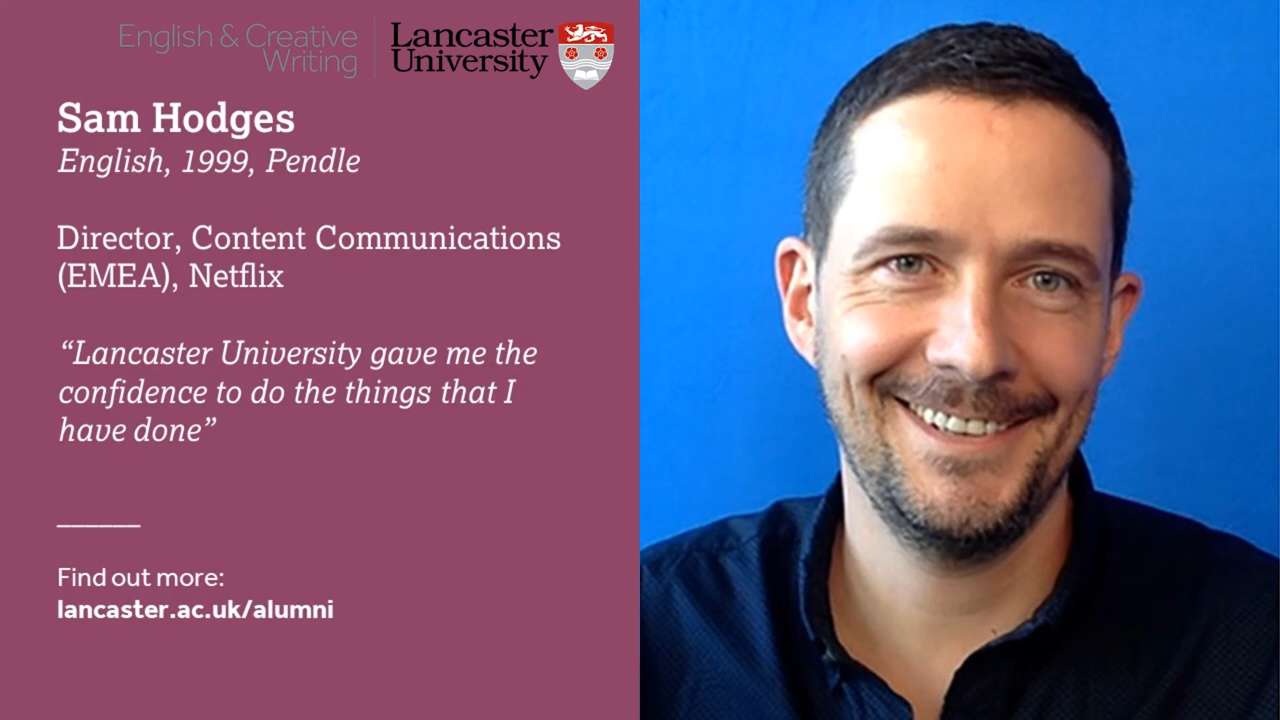 English & Creative
Writing
Lancaster
University
Sam Hodges
English, 1999, Pendle
Director, Content Communications
(EMEA), Netflix
“Lancaster University gave me the
confidence to do the things that I
have done”
Find out more:
lancaster.ac.uk/alumni